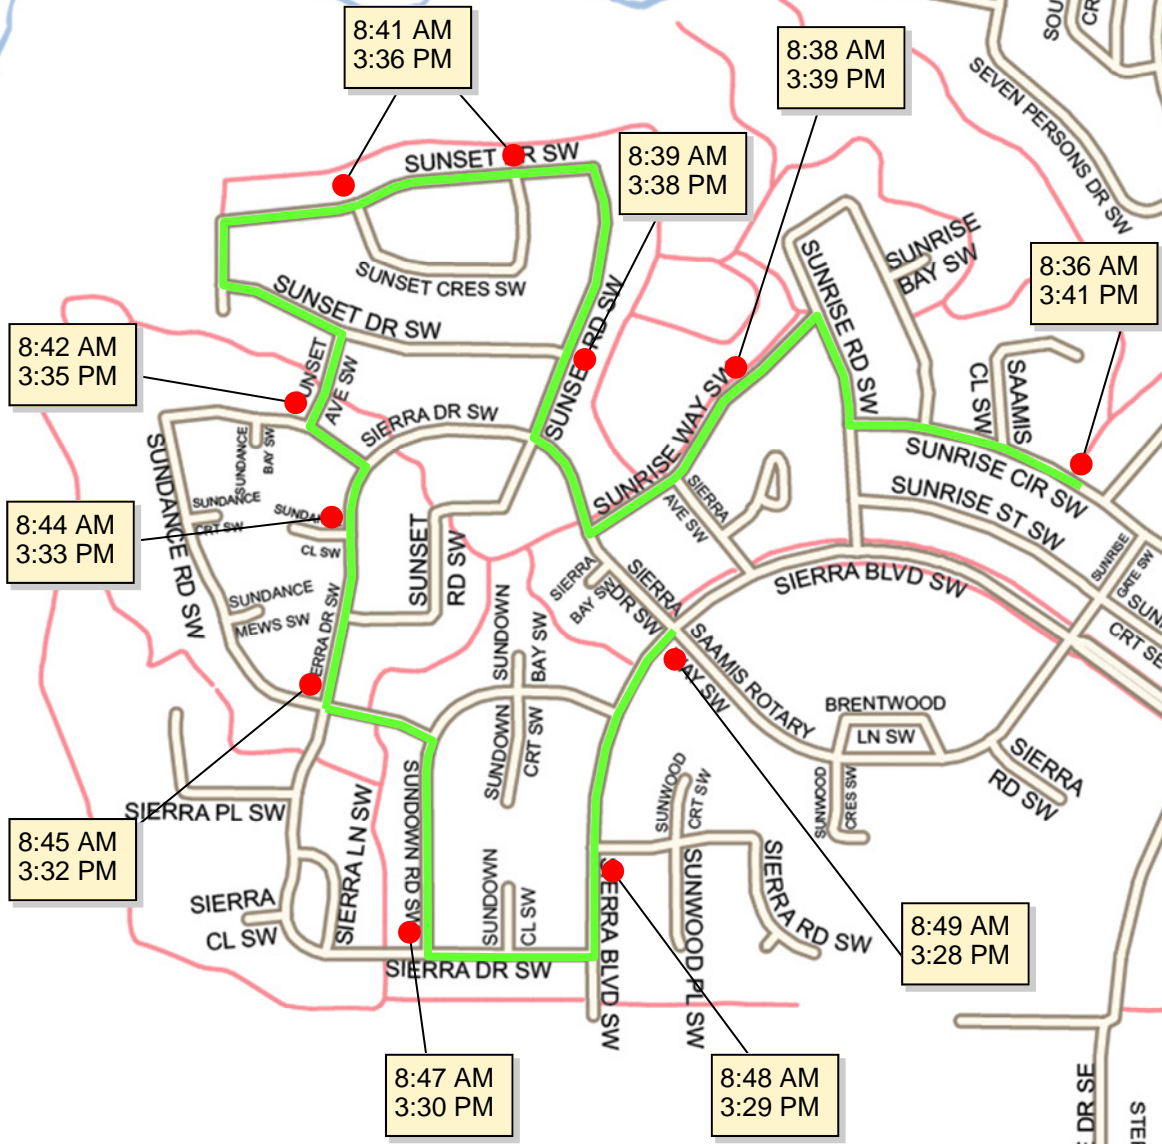 8:41 AM
3:36 PM
8:38 AM
3:39 PM
SEVEN PERSONS DR SW
SUNSET DR SW
8:39 AM
3:38 PM
SUNRISE
BAY SW
SUNSET CRES SW
SUNRISE RD SW
8:36 AM
3:41 PM
SUNSET DR SW
8:42 AM
3:35 PM
SUNSET
AVE SW
SUNSET RD SW
SAAMIS
CL SW
SIERRA DR SW
SUNRISE WAY SW
SUNDANCE
BAY SW
SUNRISE CIR SW
SUNDANCE RD SW
SUNDANCE
CRT SW
SUNRISE ST SW
SIERRA
AVE SW
8:44 AM
3:33 PM
CL SW
SUNSET
RD SW
SUNRISE
GATE SW
SIERRA
BAY SW
SIERRA
DR SW
SIERRA BLVD SW
SUNDANCE
MEWS SW
SIERRA DR SW
SUNDOWN
BAY SW
CRT SE
SAAMIS ROTARY
WAY SW
BRENTWOOD
LN SW
SUNDOWN
CRT SW
SIERRA
RD SW
SUNWOOD
CRT SW
SUNWOOD
CRES SW
SIERRA PL SW
SIERRA LN SW
SUNDOWN RD SW
8:45 AM
3:32 PM
SIERRA
CL SW
SUNDOWN
CL SW
SIERRA BLVD SW
SUNWOOD PL SW
SIERRA RD SW
SIERRA DR SW
8:49 AM
3:28 PM
8:47 AM
3:30 PM
8:48 AM
3:29 PM
DR SE